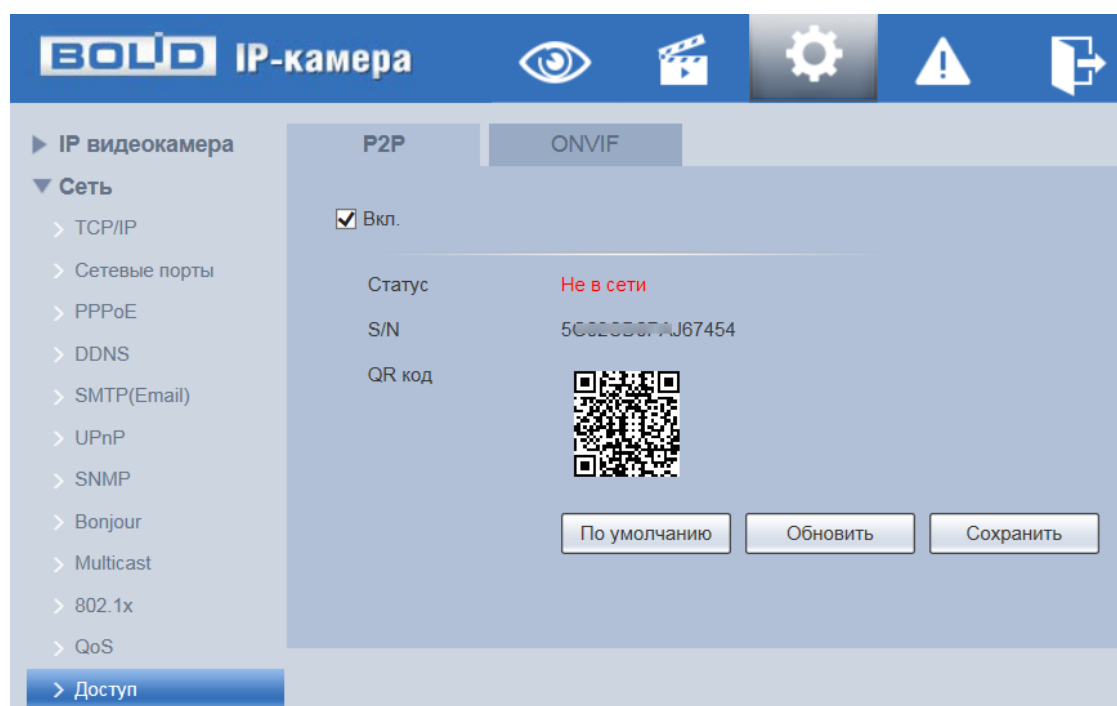 BOLID IP-камера
IP видеокамера
Сеть
TCP/IP
Сетевые порты
PPPoE
DDNS
SMTP(Email)
UPnP
SNMP
Bonjour
Multicast
802.1x
QoS
Доступ
P2P ONVIF
Вкл.
Статус Не в сети
S/N
QR код
По умолчанию Обновить Сохранить